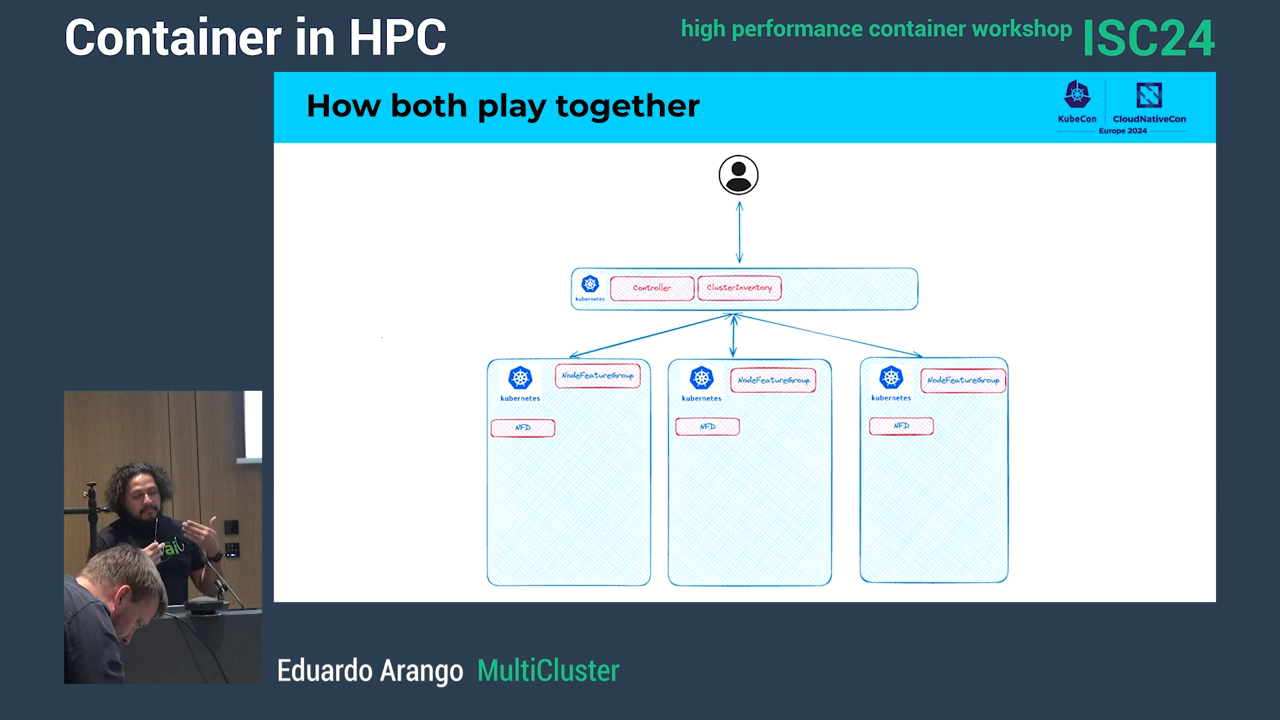 Container in HPC
high performance container workshop ISC24
How both play together
KubeCon
CloudNativeCon
Europe 2024
kubernetes
Controller
ClusterInventory
kubernetes
NodeFeatureGroup
NFD
kubernetes
NodeFeatureGroup
NFD
kubernetes
NodeFeatureGroup
NFD
Eduardo Arango MultiCluster